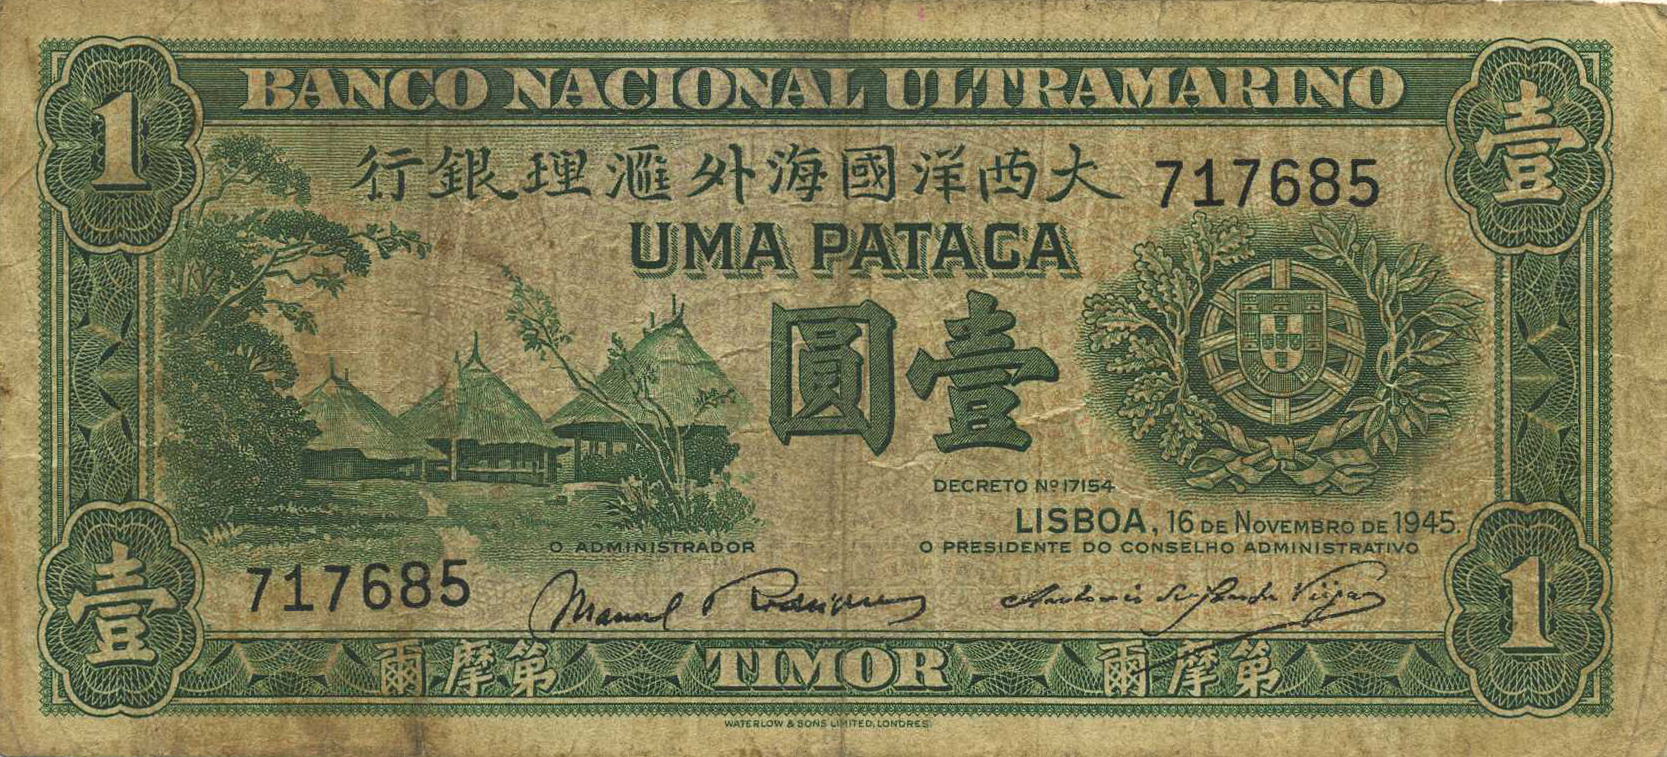 1
BANCO NACIONAL ULTRAMARINO
壹
大西洋國海外滙理銀行
717685
UMA PATACA
壹圓
DECRETO Nº 17154
LISBOA, 16 DE NOVEMBRO DE 1945.
O ADMINISTRADOR
O PRESIDENTE DO CONSELHO ADMINISTRATIVO
717685
壹
第摩爾
TIMOR
第摩爾
1
WATERLOW & SONS LIMITED, LONDRES.